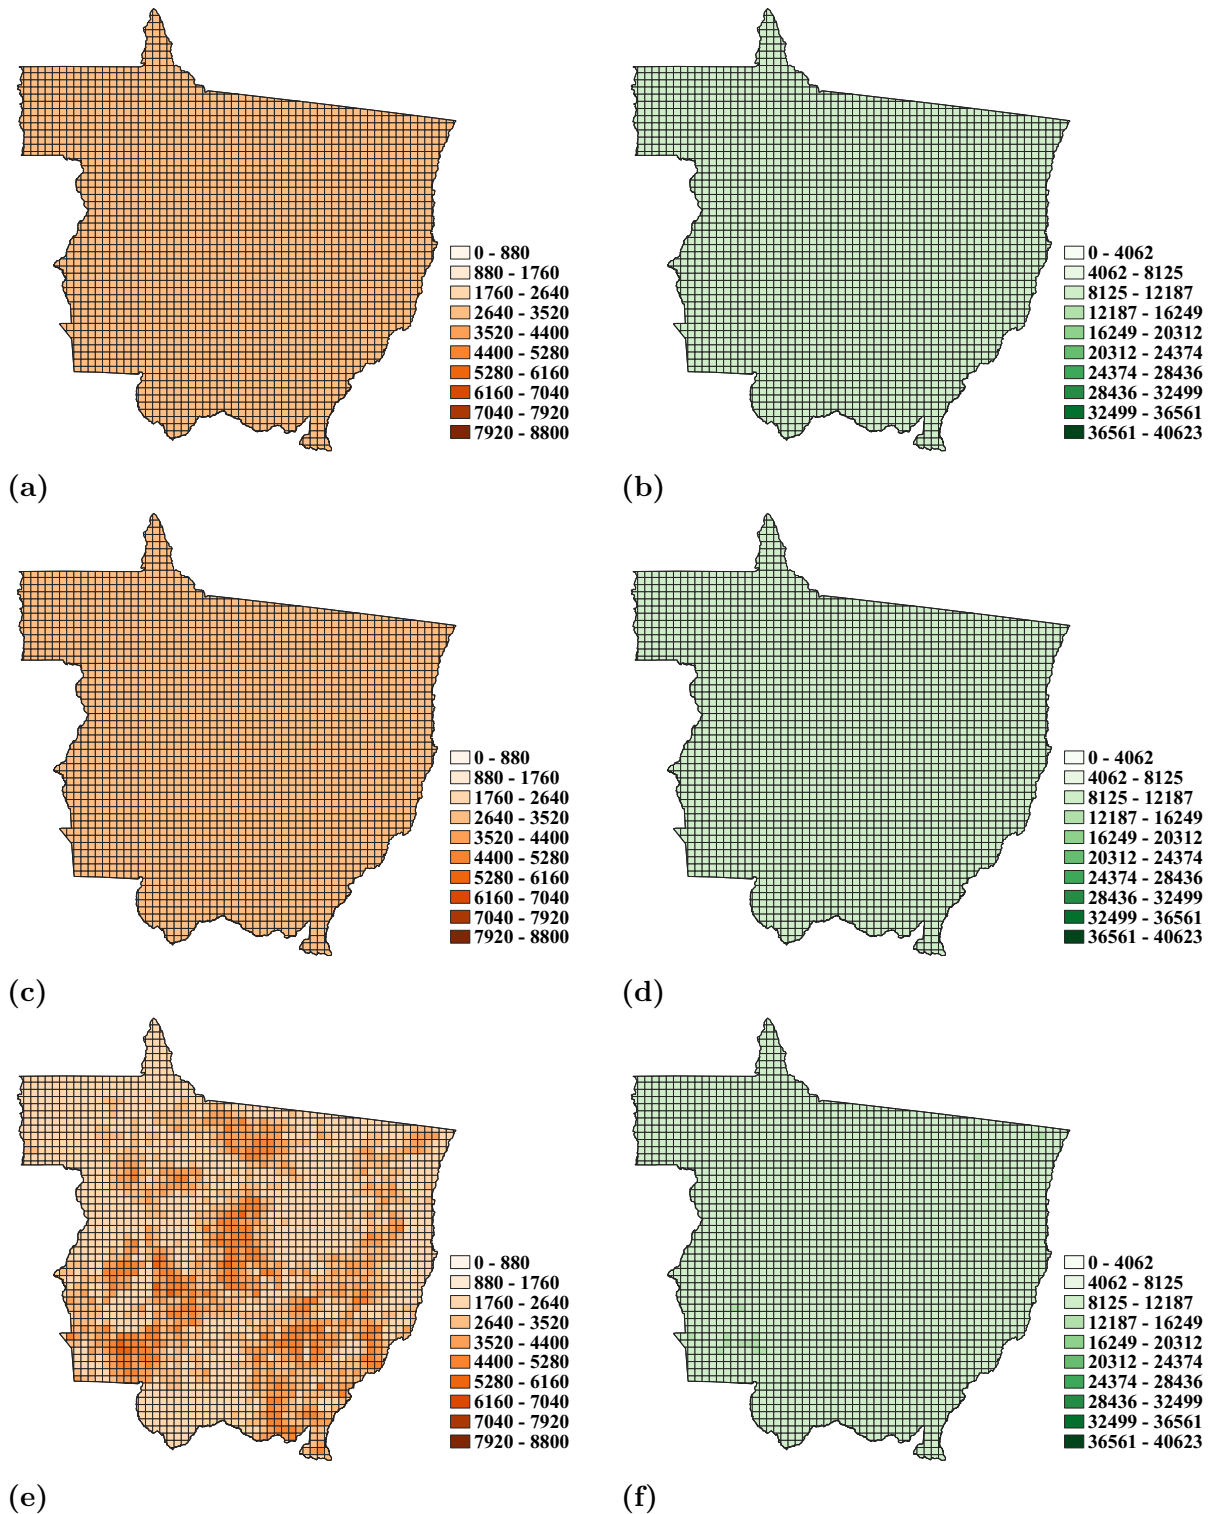 0 - 880
880 - 1760
1760 - 2640
2640 - 3520
3520 - 4400
4400 - 5280
5280 - 6160
6160 - 7040
7040 - 7920
7920 - 8800
(a)
0 - 4062
4062 - 8125
8125 - 12187
12187 - 16249
16249 - 20312
20312 - 24374
24374 - 28436
28436 - 32499
32499 - 36561
36561 - 40623
(b)
0 - 880
880 - 1760
1760 - 2640
2640 - 3520
3520 - 4400
4400 - 5280
5280 - 6160
6160 - 7040
7040 - 7920
7920 - 8800
(c)
0 - 4062
4062 - 8125
8125 - 12187
12187 - 16249
16249 - 20312
20312 - 24374
24374 - 28436
28436 - 32499
32499 - 36561
36561 - 40623
(d)
0 - 880
880 - 1760
1760 - 2640
2640 - 3520
3520 - 4400
4400 - 5280
5280 - 6160
6160 - 7040
7040 - 7920
7920 - 8800
(e)
0 - 4062
4062 - 8125
8125 - 12187
12187 - 16249
16249 - 20312
20312 - 24374
24374 - 28436
28436 - 32499
32499 - 36561
36561 - 40623
(f)